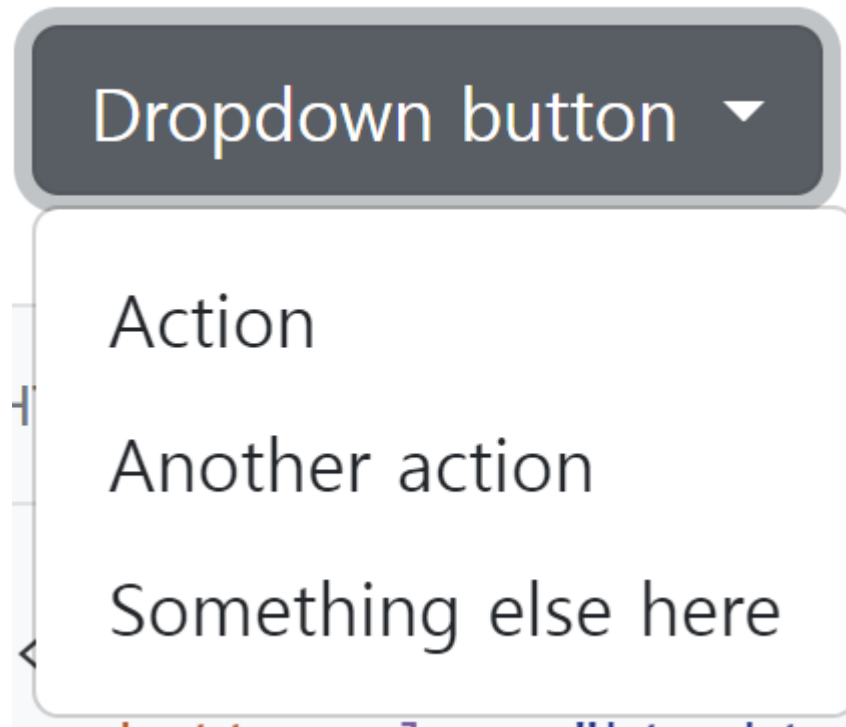 Dropdown button
Action
Another action
Something else here